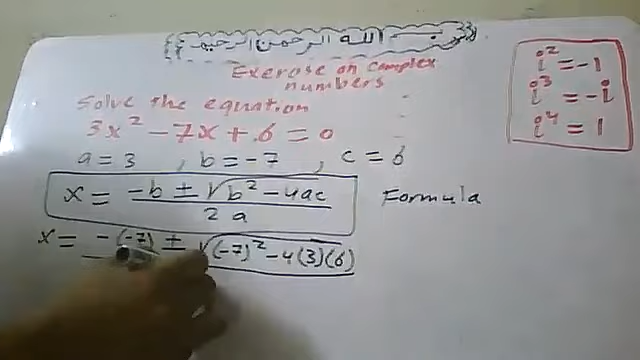 بسم الله الرحمن الرحيم
Exercise on complex
numbers
Solve the equation
3x² - 7x + 6 = 0
a = 3 , b = -7 , c = 6
x = -b ± √b² - 4ac / 2a
Formula
x = -(-7) ± √(-7)² - 4(3)(6)
i² = -1
i³ = -i
i⁴ = 1